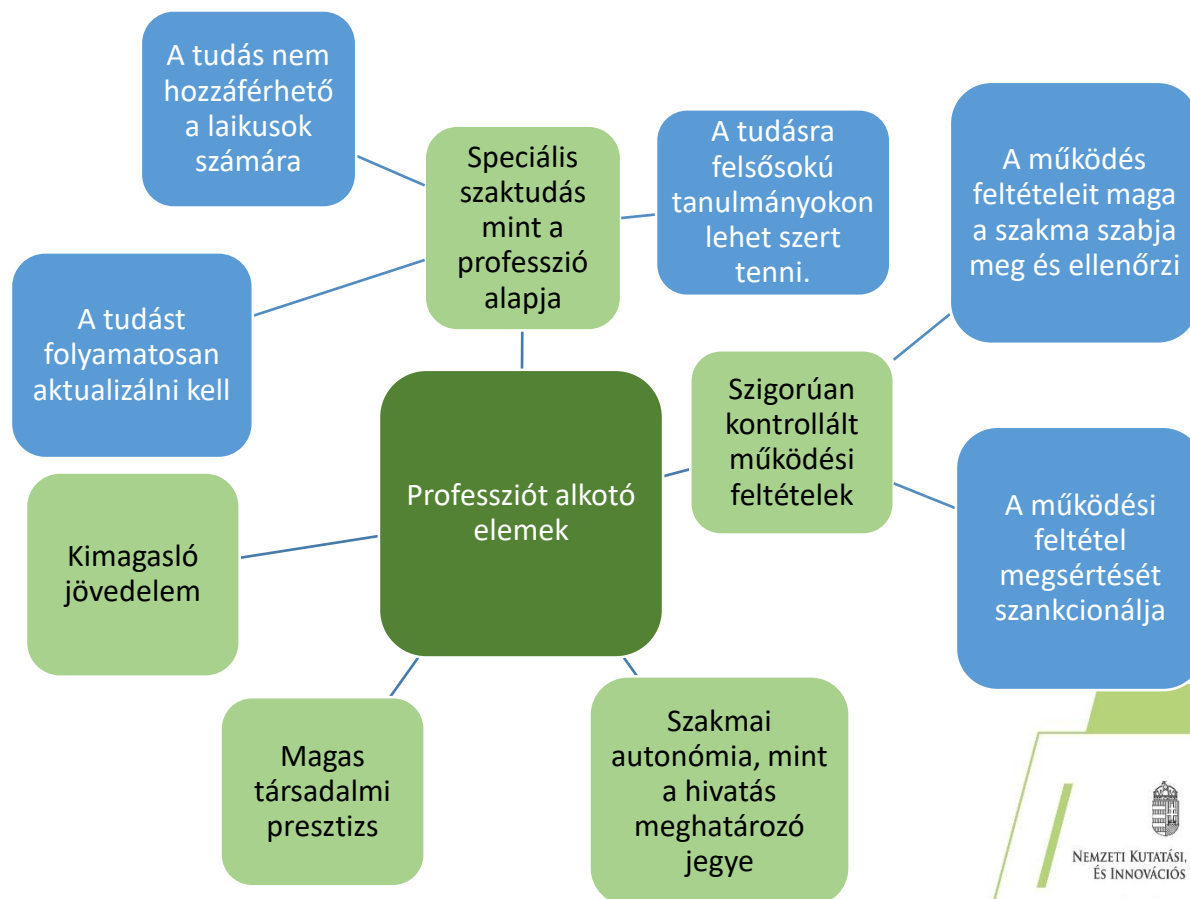 A tudás nem
hozzáférhető
a laikusok
számára
Speciális
szaktudás
mint a
professzió
alapja
A tudásra
felsősokú
tanulmányokon
lehet szert
tenni.
A működés
feltételeit maga
a szakma szabja
meg és ellenőrzi
A tudást
folyamatosan
aktualizálni kell
Professziót alkotó
elemek
Szigorúan
kontrollált
működési
feltételek
A működési
feltétel
megsértését
szankcionálja
Kimagasló
jövedelem
Magas
társadalmi
presztizs
Szakmai
autonómia, mint
a hivatás
meghatározó
jegye
NEMZETI KUTATÁSI,
ÉS INNOVÁCIÓS